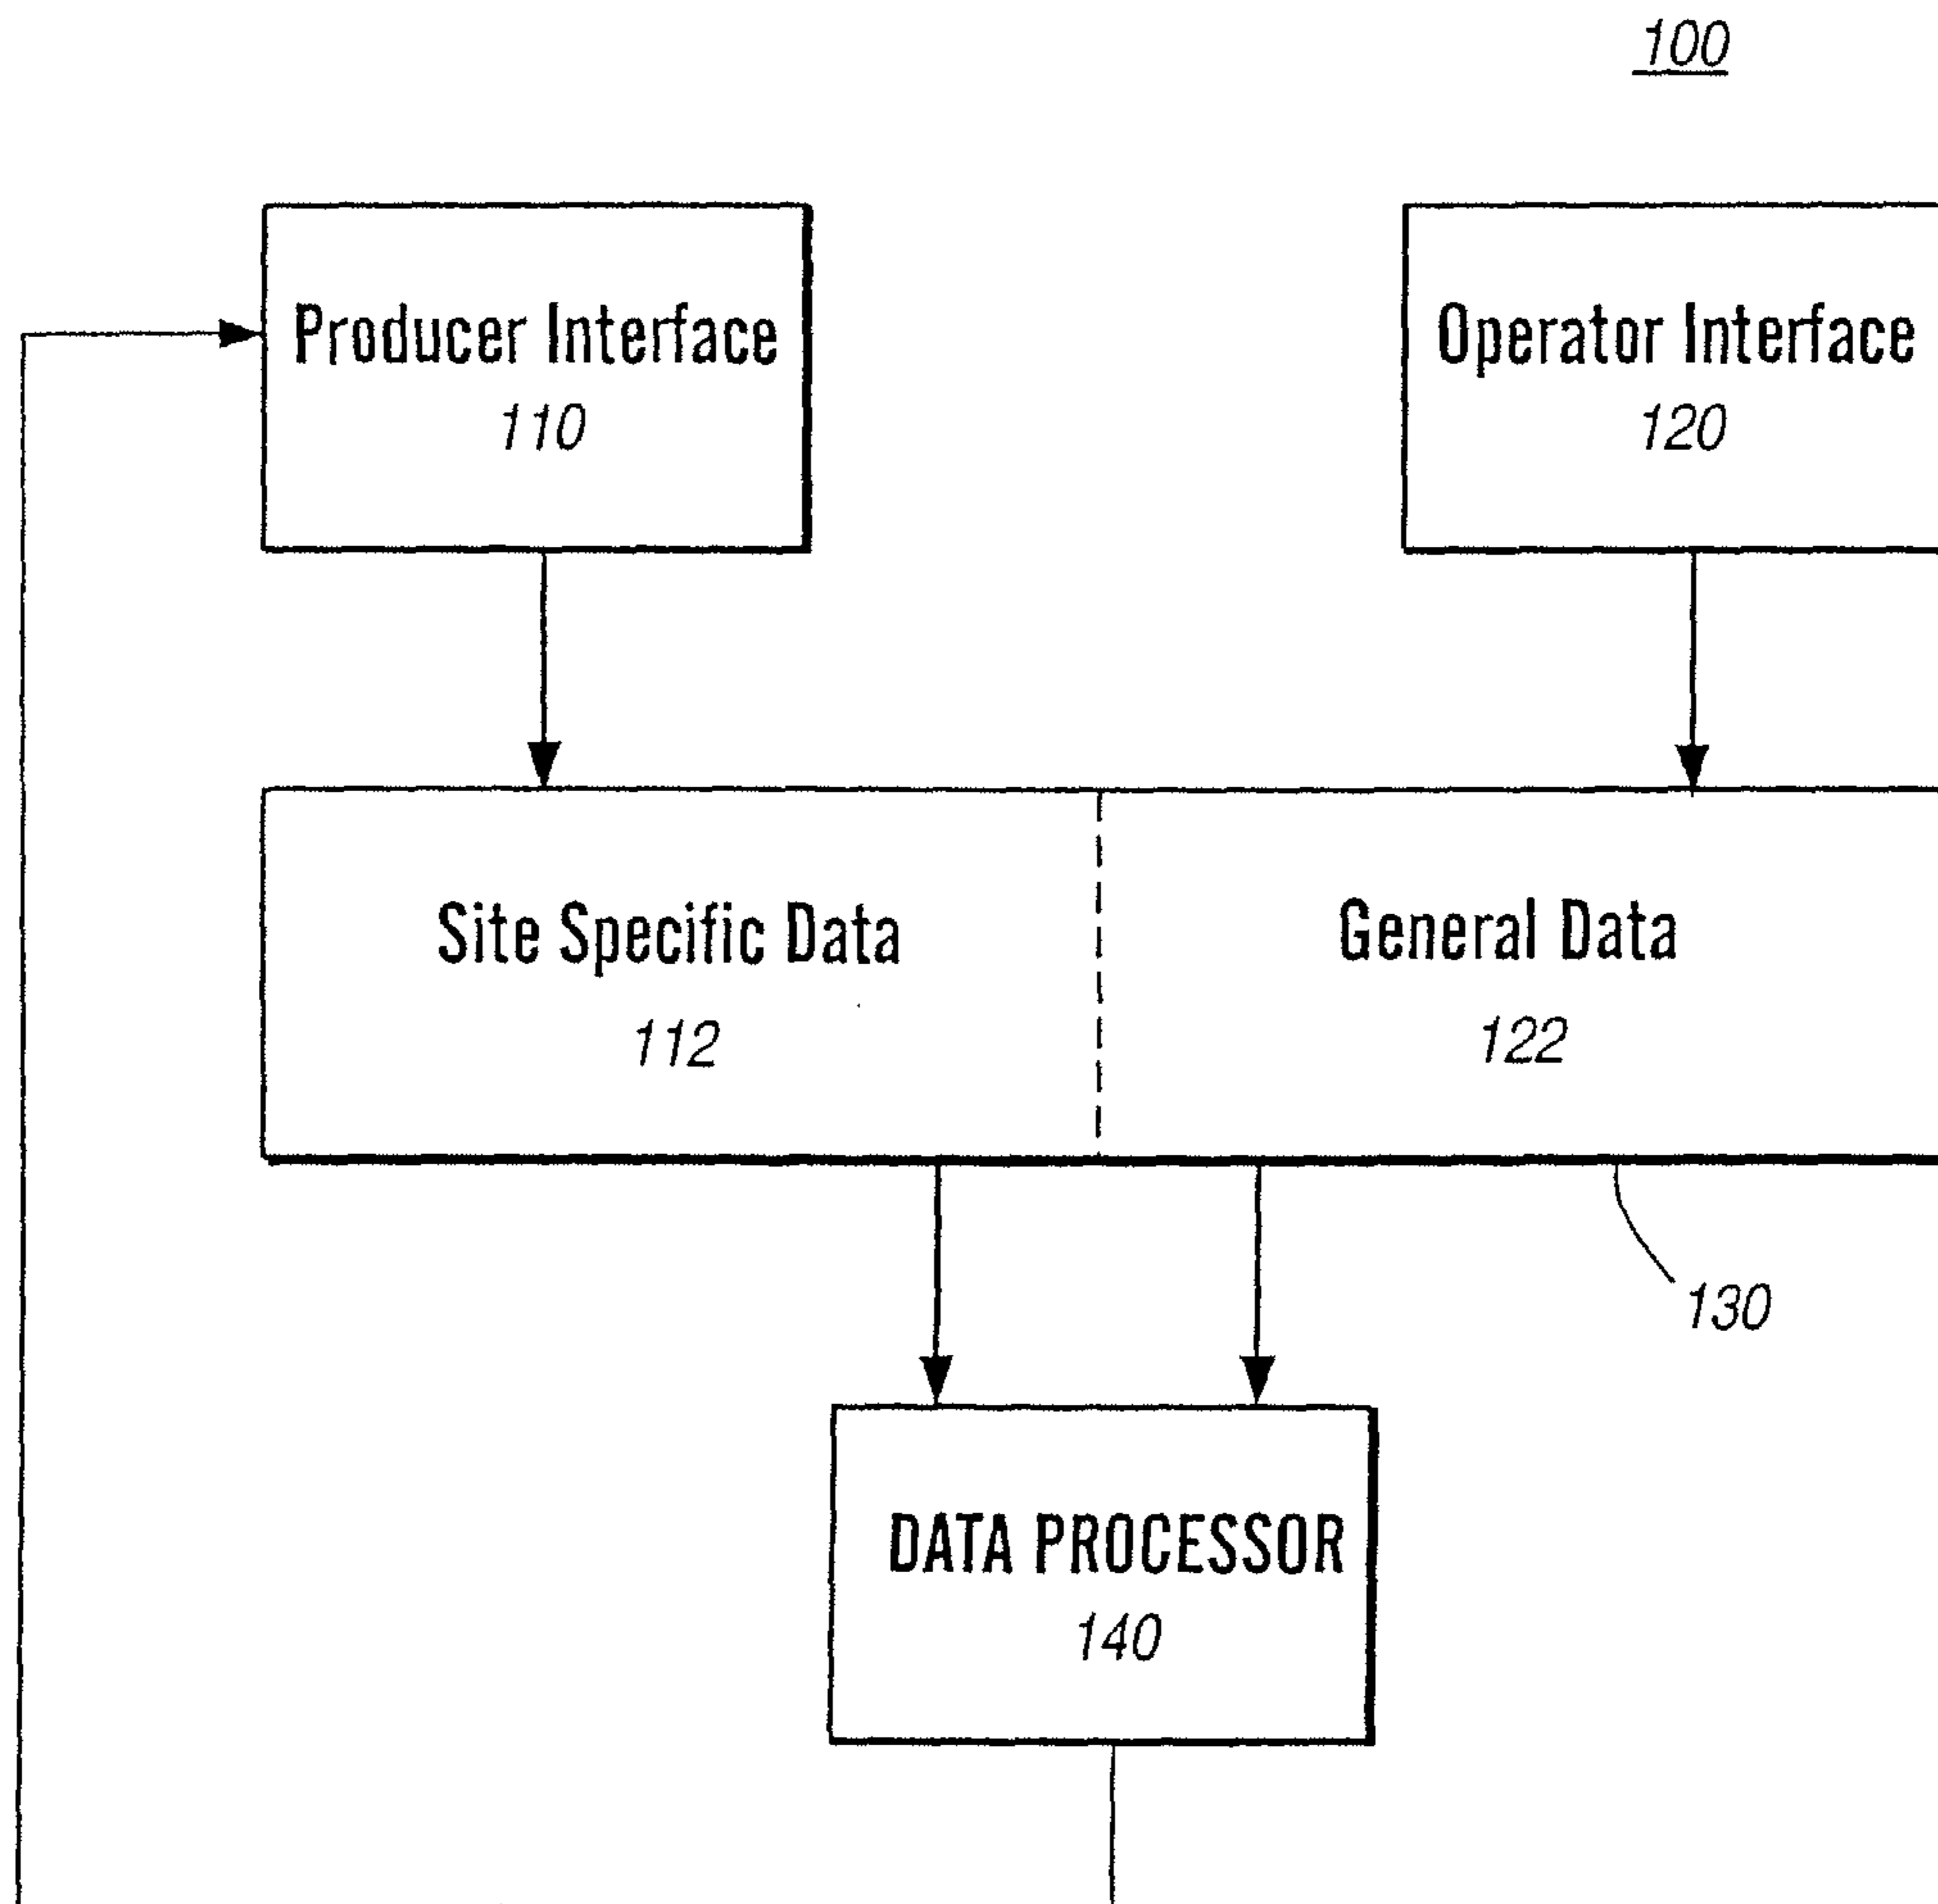 100
Producer Interface
110
Operator Interface
120
Site Specific Data
112
General Data
122
130
DATA PROCESSOR
140